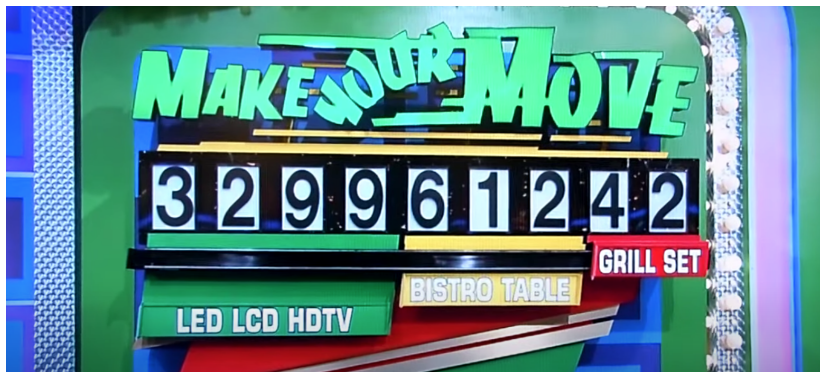 MAKE YOUR MOVE
329961242
GRILL SET
BISTRO TABLE
LED LCD HDTV